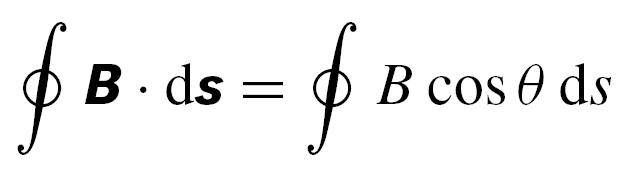 ∮ B · ds = ∮ B cos θ ds